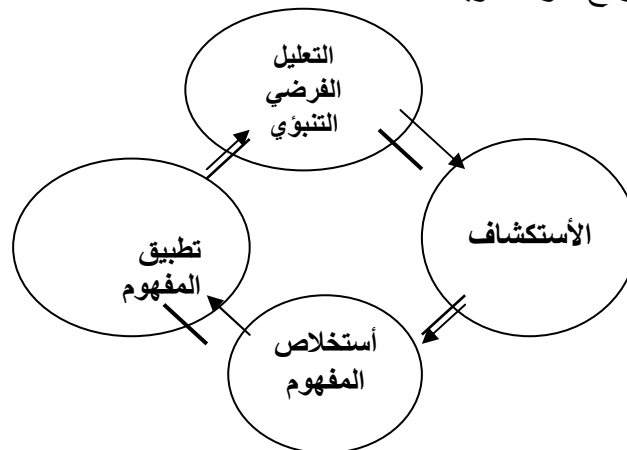 التعليل
الفرضي
التنبؤي
الأستكشاف
أستخلاص
المفهوم
تطبيق
المفهوم